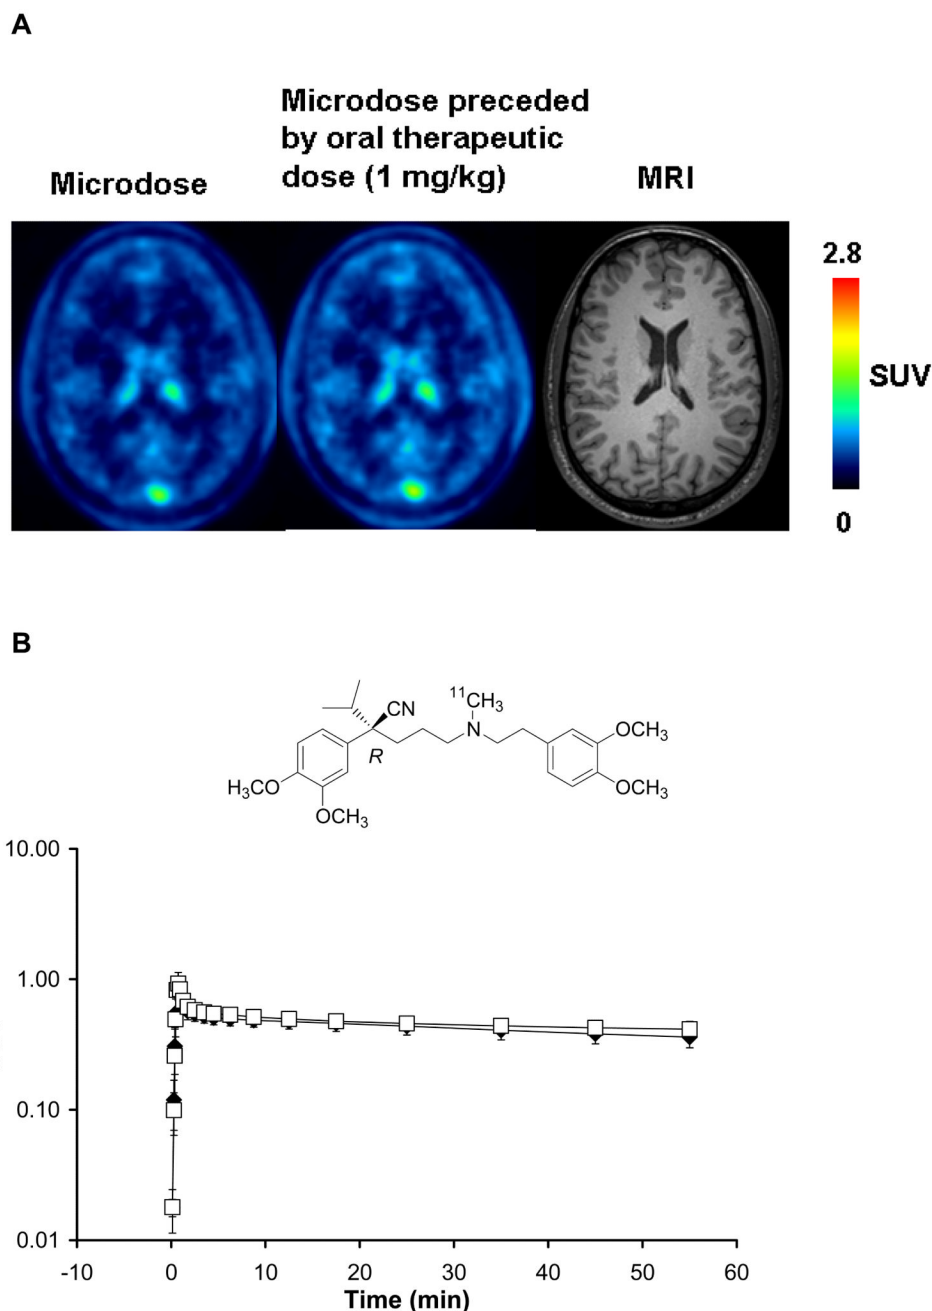 A
Microdose
Microdose preceded
by oral therapeutic
dose (1 mg/kg)
MRI
2.8
SUV
0
B
CN
R
¹¹CH₃
N
H₃CO
OCH₃
OCH₃
OCH₃
10.00
1.00
0.10
0.01
-10
0
10
20
30
40
50
60
Time (min)